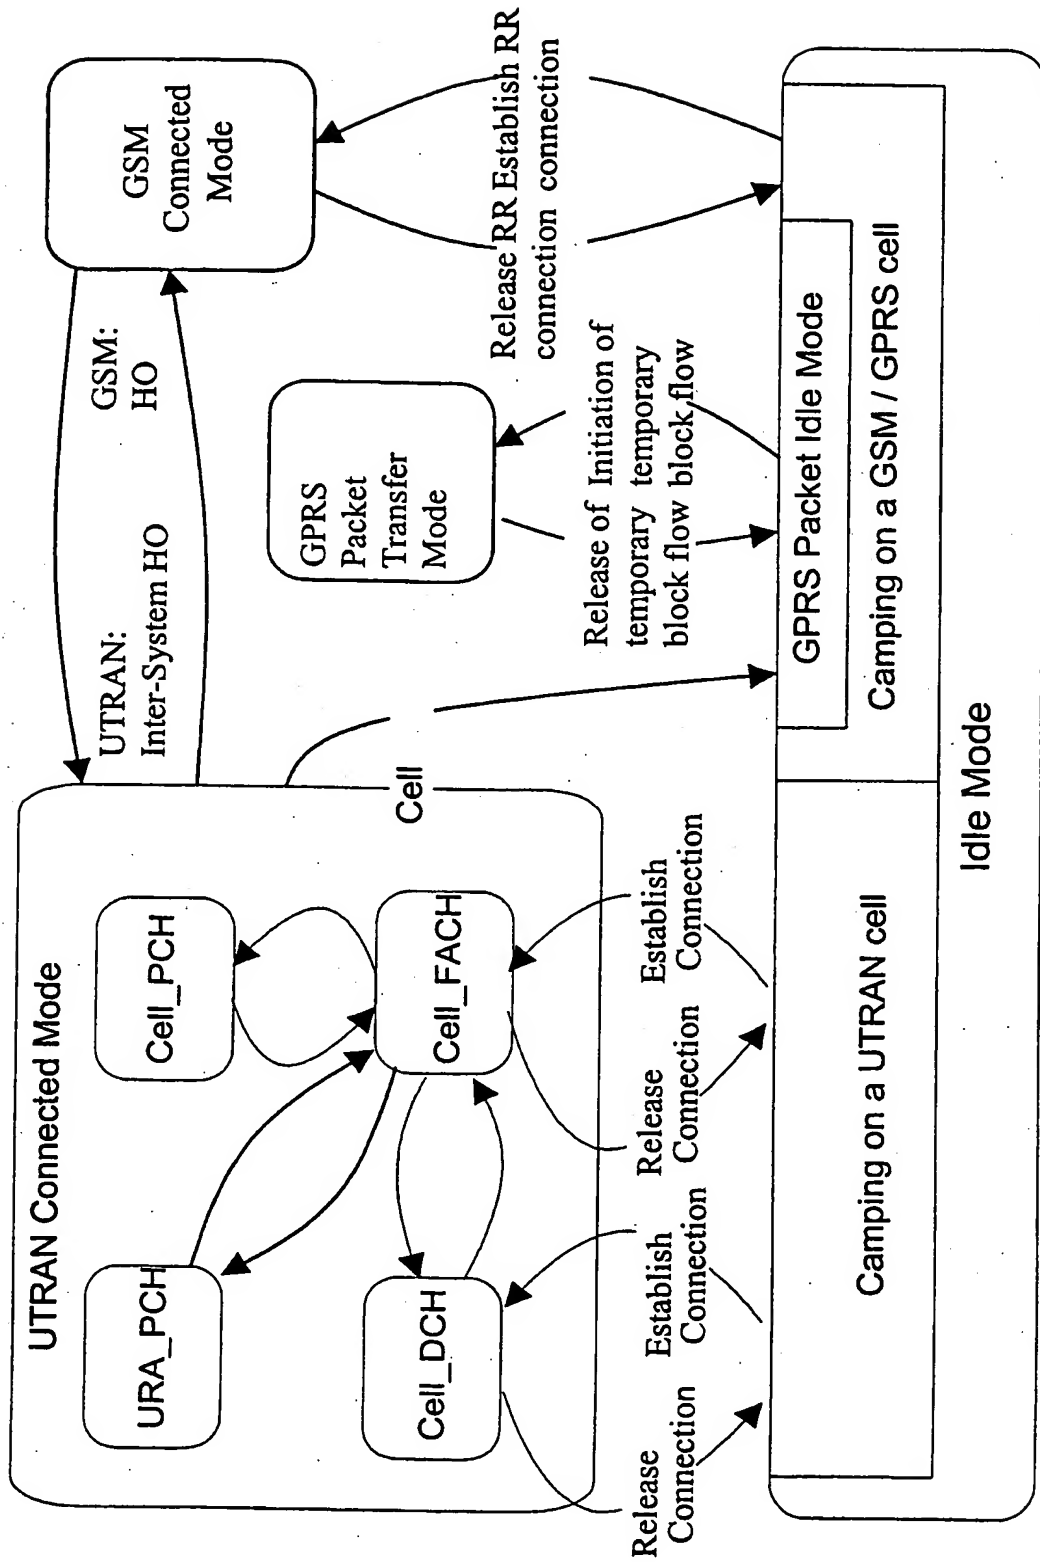 UTRAN Connected Mode
URA_PCH
Cell_PCH
Cell_DCH
Cell_FACH
UTRAN:
Inter-System HO
GSM:
HO
GSM
Connected
Mode
GPRS
Packet
Transfer
Mode
Cell
Release
Connection
Establish
Connection
Release
Connection
Establish
Connection
Release of Initiation of
temporary temporary
block flow block flow
Release RR Establish RR
connection connection
GPRS Packet Idle Mode
Camping on a UTRAN cell
Camping on a GSM / GPRS cell
Idle Mode